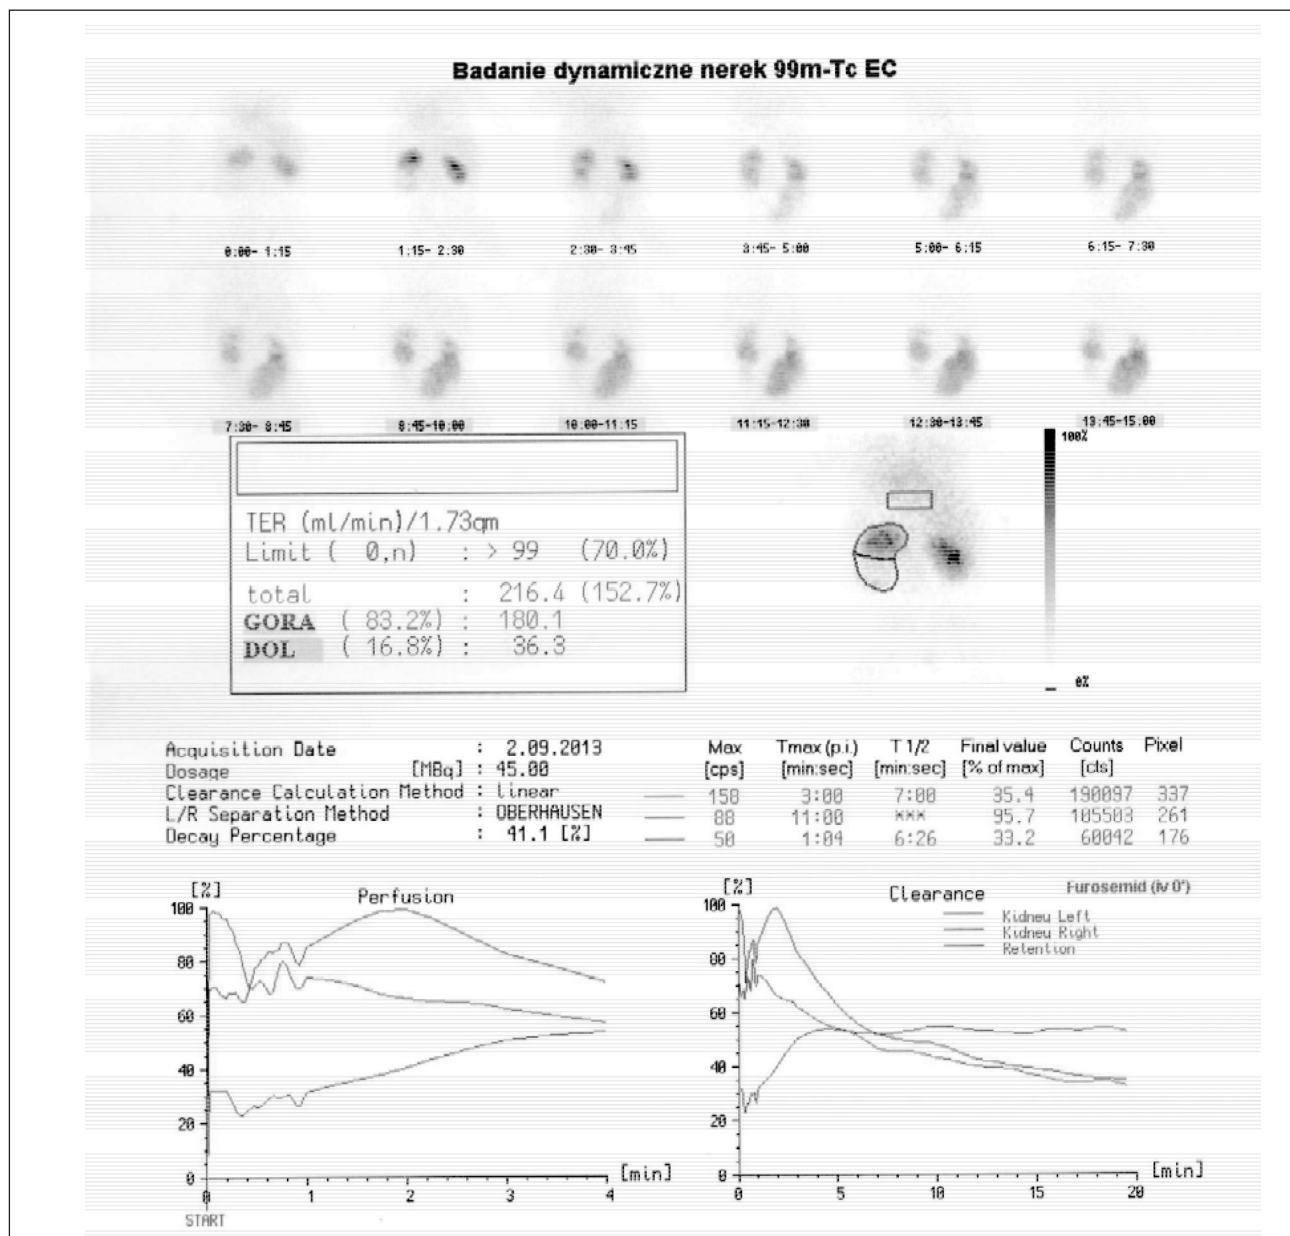 Badanie dynamiczne nerek 99m-Tc EC
0:00- 1:15 1:15- 2:30 2:30- 3:45 3:45- 5:00 5:00- 6:15 6:15- 7:30
7:30- 8:45 8:45-10:00 10:00-11:15 11:15-12:30 12:30-13:45 13:45-15:00
100%
0%
TER (ml/min)/1.73qm
Limit ( 0,n) : > 99 (70.0%)
total : 216.4 (152.7%)
GORA ( 83.2%) : 180.1
DOL ( 16.8%) : 36.3
Acquisition Date : 2.09.2013
Dosage [MBq] : 45.00
Clearance Calculation Method : linear
L/R Separation Method : OBERHAUSEN
Decay Percentage : 41.1 [%]
Max Tmax (p.i.) T 1/2 Final value Counts Pixel
[cps] [min:sec] [min:sec] [% of max] [cts]
158 3:00 7:00 35.4 190097 337
88 11:00 *** 95.7 105503 261
50 1:04 6:26 33.2 60042 176
[%]
Perfusion
100
80
60
40
20
0
0 1 2 3 4
[min]
START
[%]
Clearance
Furosemid (iv 0')
Kidney Left
Kidney Right
Retention
100
80
60
40
20
0
0 5 10 15 20
[min]